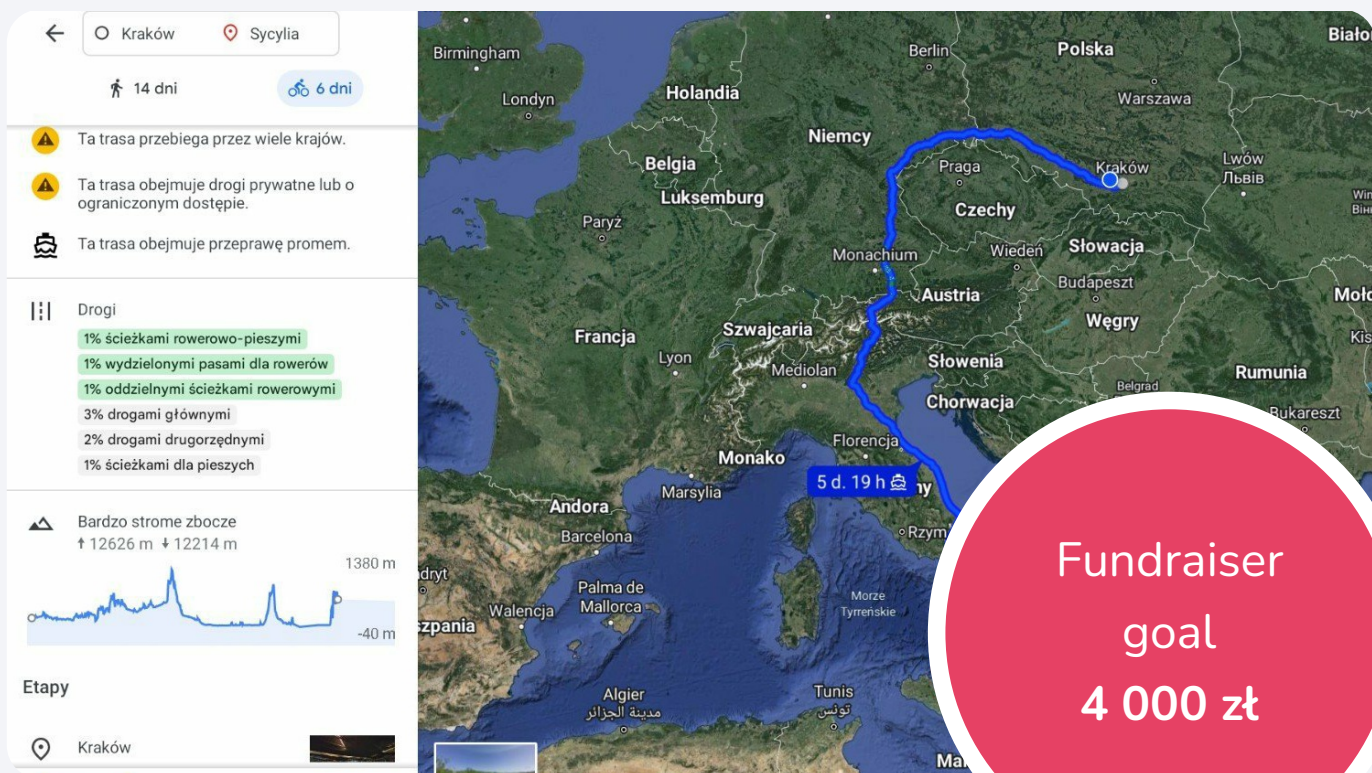 Kraków
Sycylia
14 dni
6 dni
Ta trasa przebiega przez wiele krajów.
Ta trasa obejmuje drogi prywatne lub o
ograniczonym dostępie.
Ta trasa obejmuje przeprawę promem.
Drogi
1% ścieżkami rowerowo-pieszymi
1% wydzielonymi pasami dla rowerów
1% oddzielnymi ścieżkami rowerowymi
3% drogami głównymi
2% drogami drugorzędnymi
1% ścieżkami dla pieszych
Bardzo strome zbocze
12626 m 12214 m
1380 m
-40 m
Etapy
Kraków
Birmingham
Berlin
Polska
Holandia
Londyn
Warszawa
Niemcy
Belgia
Praga
Kraków
Lwów
Львів
Luksemburg
Czechy
Paryż
Monachium
Wiedeń
Słowacja
Budapeszt
Austria
Węgry
Francja
Szwajcaria
Lyon
Mediolan
Słowenia
Rumunia
Belgrad
Chorwacja
Bukareszt
Florencja
Monako
5 d. 19 h
ny
Marsylia
Andora
Barcelona
Rzym
dryt
Palma de
Mallorca
Walencja
szpania
Morze
Tyrreńskie
Algier
مدينة الجزائر
Tunis
تونس
Fundraiser
goal
4 000 zł